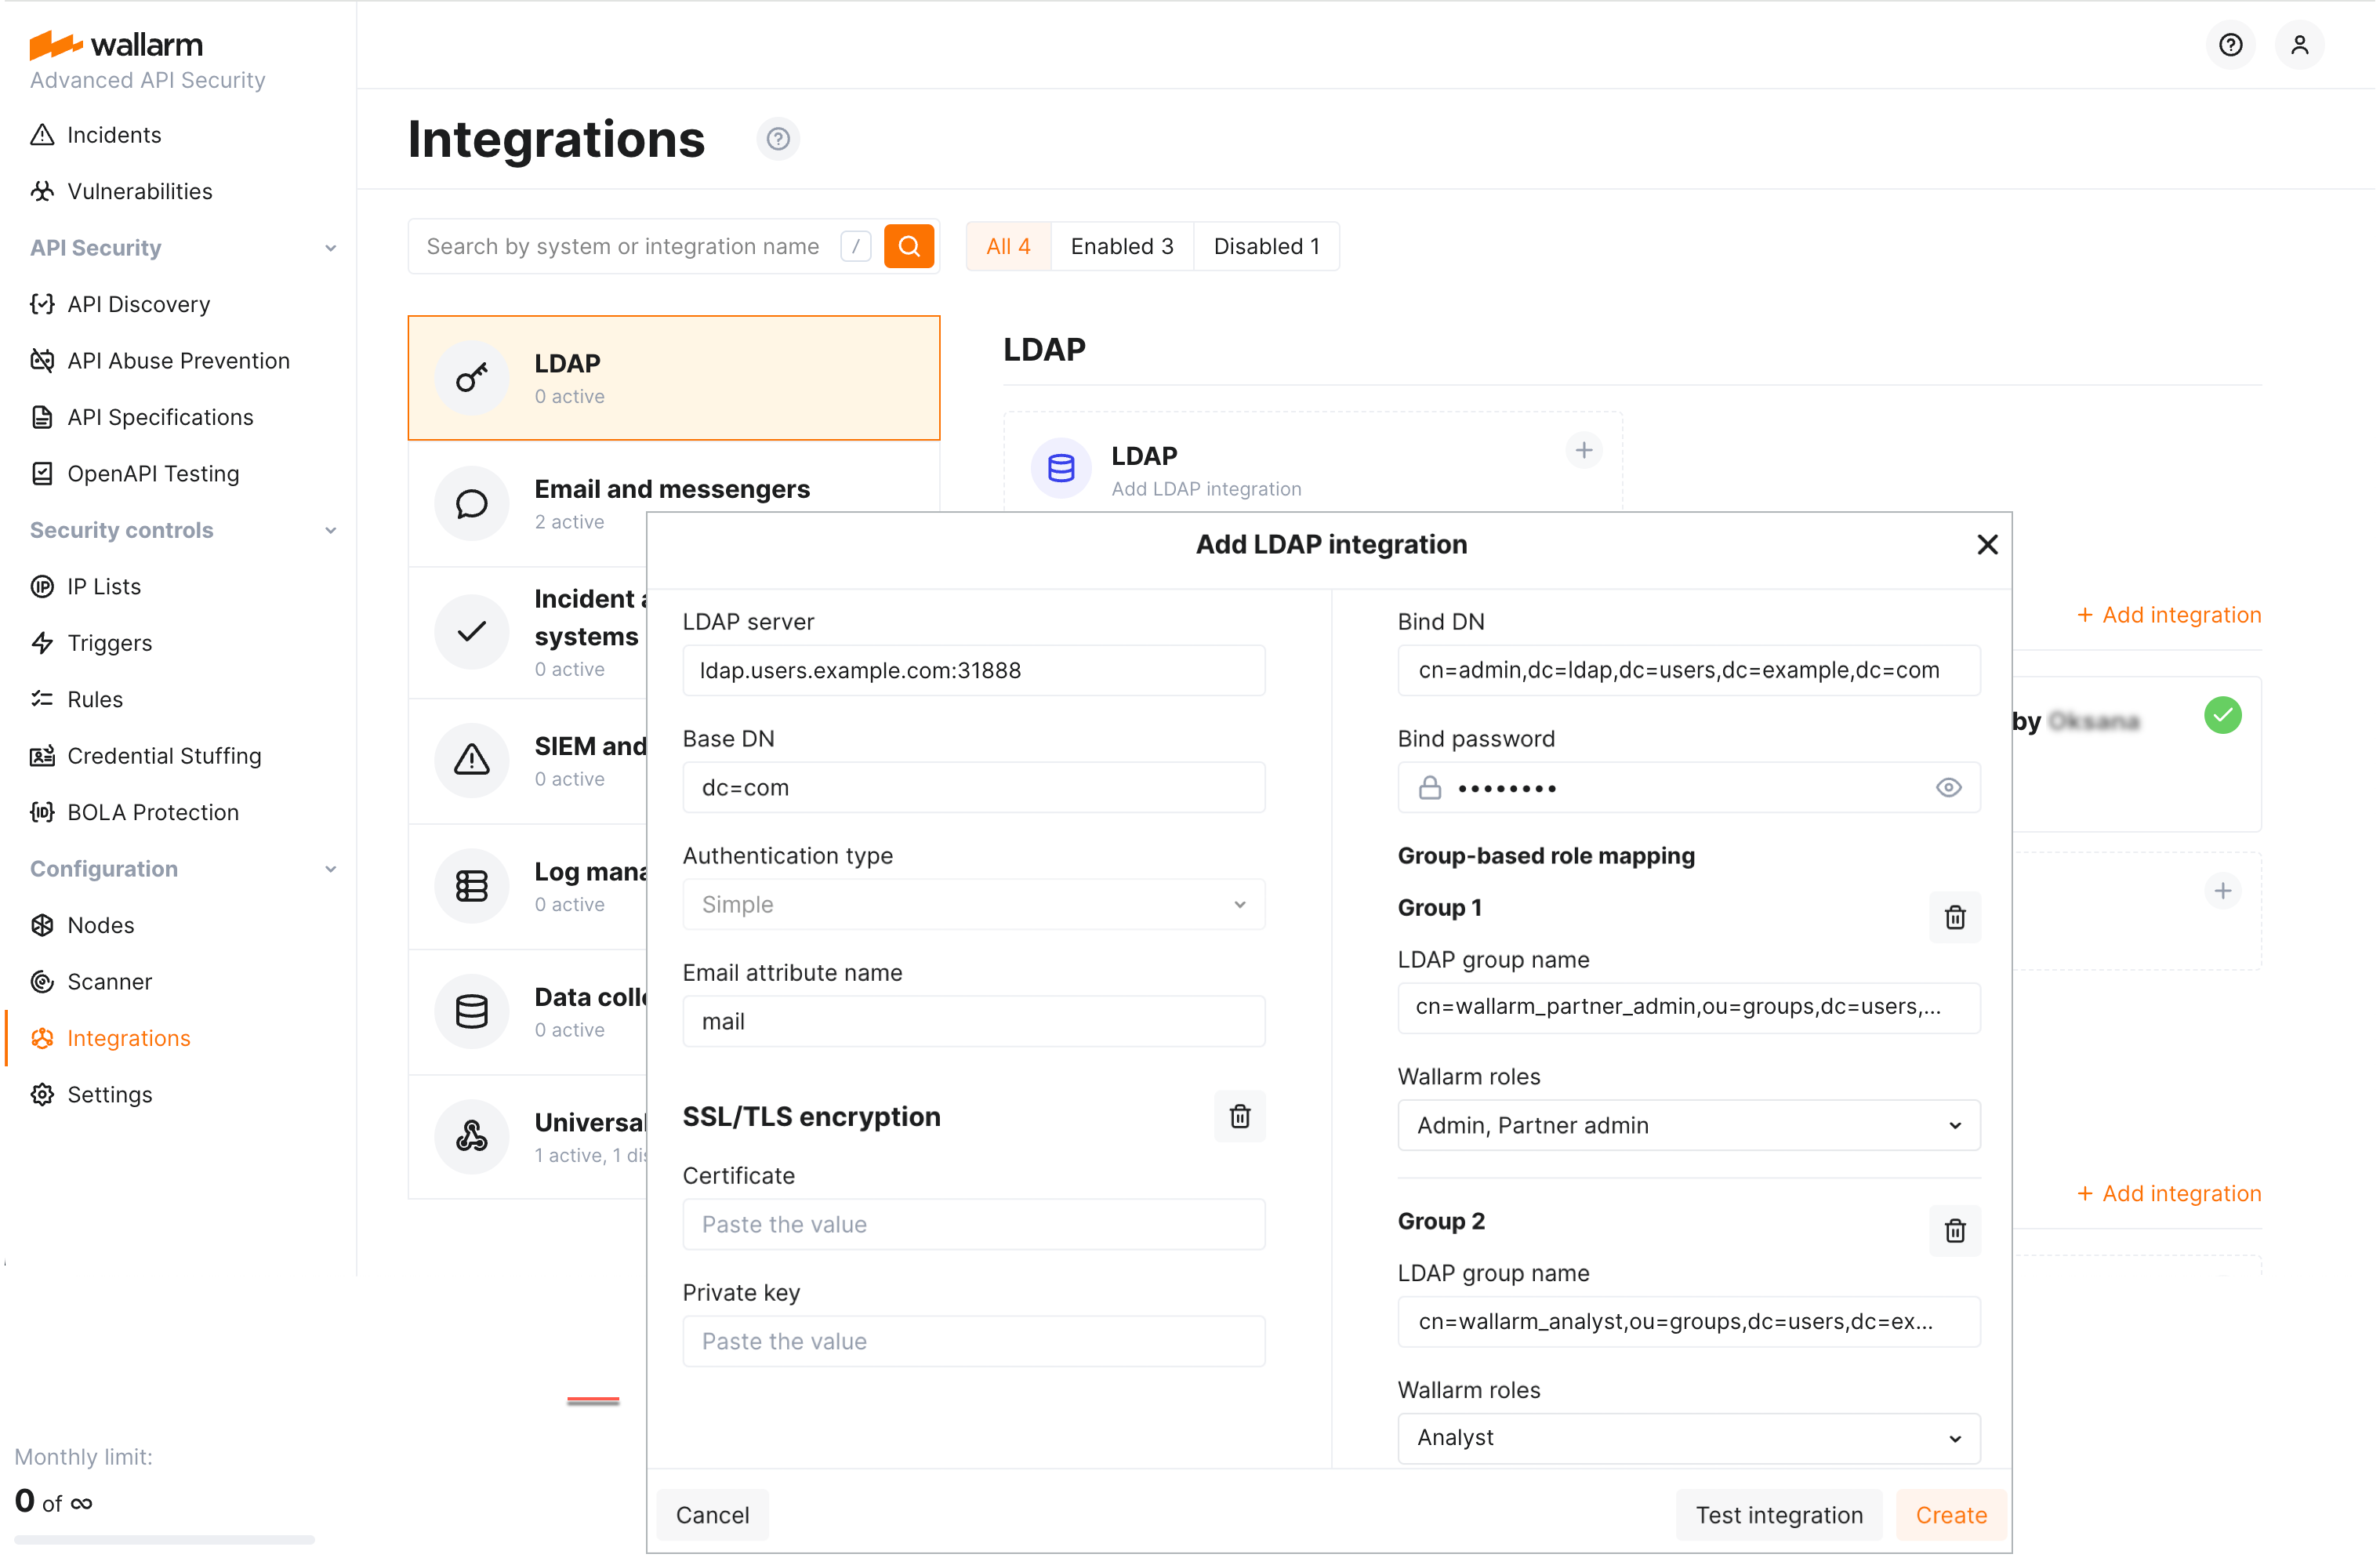 wallarm
Advanced API Security
Incidents
Vulnerabilities
API Security
API Discovery
API Abuse Prevention
API Specifications
OpenAPI Testing
Security controls
IP Lists
Triggers
Rules
Credential Stuffing
BOLA Protection
Configuration
Nodes
Scanner
Integrations
Settings
Monthly limit:
0 of ∞
Integrations
Search by system or integration name /
All 4 Enabled 3 Disabled 1
LDAP
0 active
Email and messengers
2 active
Incident a
systems
0 active
SIEM and
0 active
Log mana
0 active
Data colle
0 active
Universal
1 active, 1 dis
LDAP
LDAP
Add LDAP integration
+ Add integration
by
+ Add integration
Add LDAP integration
LDAP server
ldap.users.example.com:31888
Base DN
dc=com
Authentication type
Simple
Email attribute name
mail
SSL/TLS encryption
Certificate
Paste the value
Private key
Paste the value
Bind DN
cn=admin,dc=ldap,dc=users,dc=example,dc=com
Bind password
••••••••
Group-based role mapping
Group 1
LDAP group name
cn=wallarm_partner_admin,ou=groups,dc=users,...
Wallarm roles
Admin, Partner admin
Group 2
LDAP group name
cn=wallarm_analyst,ou=groups,dc=users,dc=ex...
Wallarm roles
Analyst
Cancel
Test integration
Create